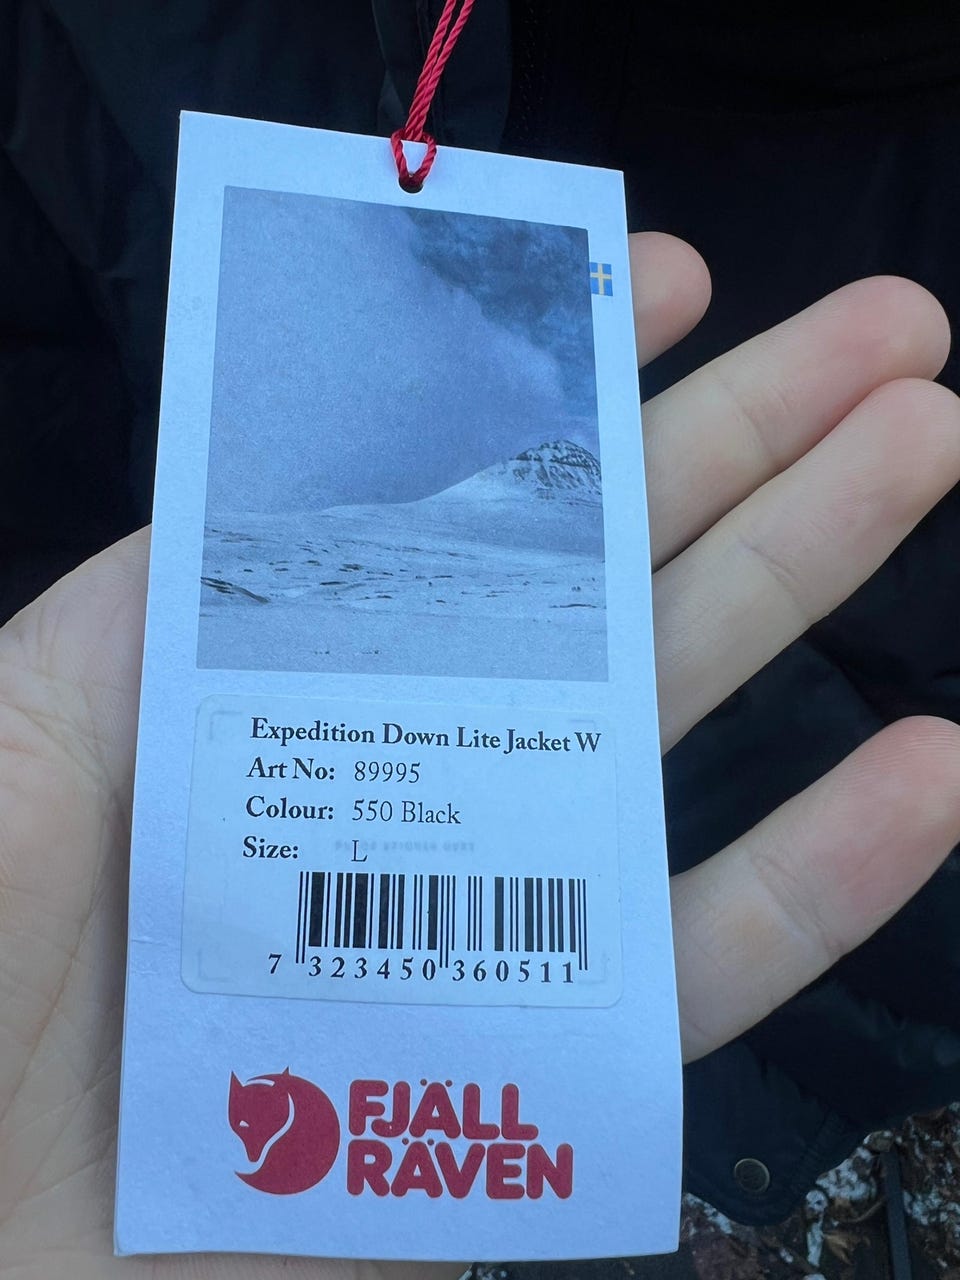 Expedition Down Lite Jacket W
Art No: 89995
Colour: 550 Black
Size: L
7 323450 360511
FJÄLL
RÄVEN